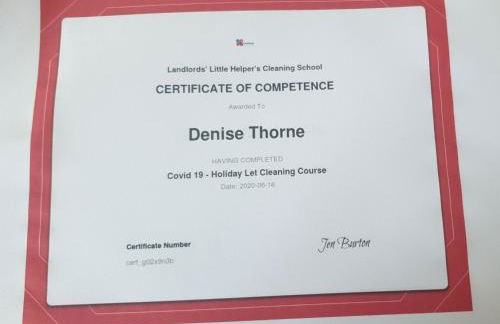 Landlords' Little Helper's Cleaning School
CERTIFICATE OF COMPETENCE
Awarded To
Denise Thorne
HAVING COMPLETED
Covid 19 - Holiday Let Cleaning Course
Date: 2020-06-16
Certificate Number
Jen Burton